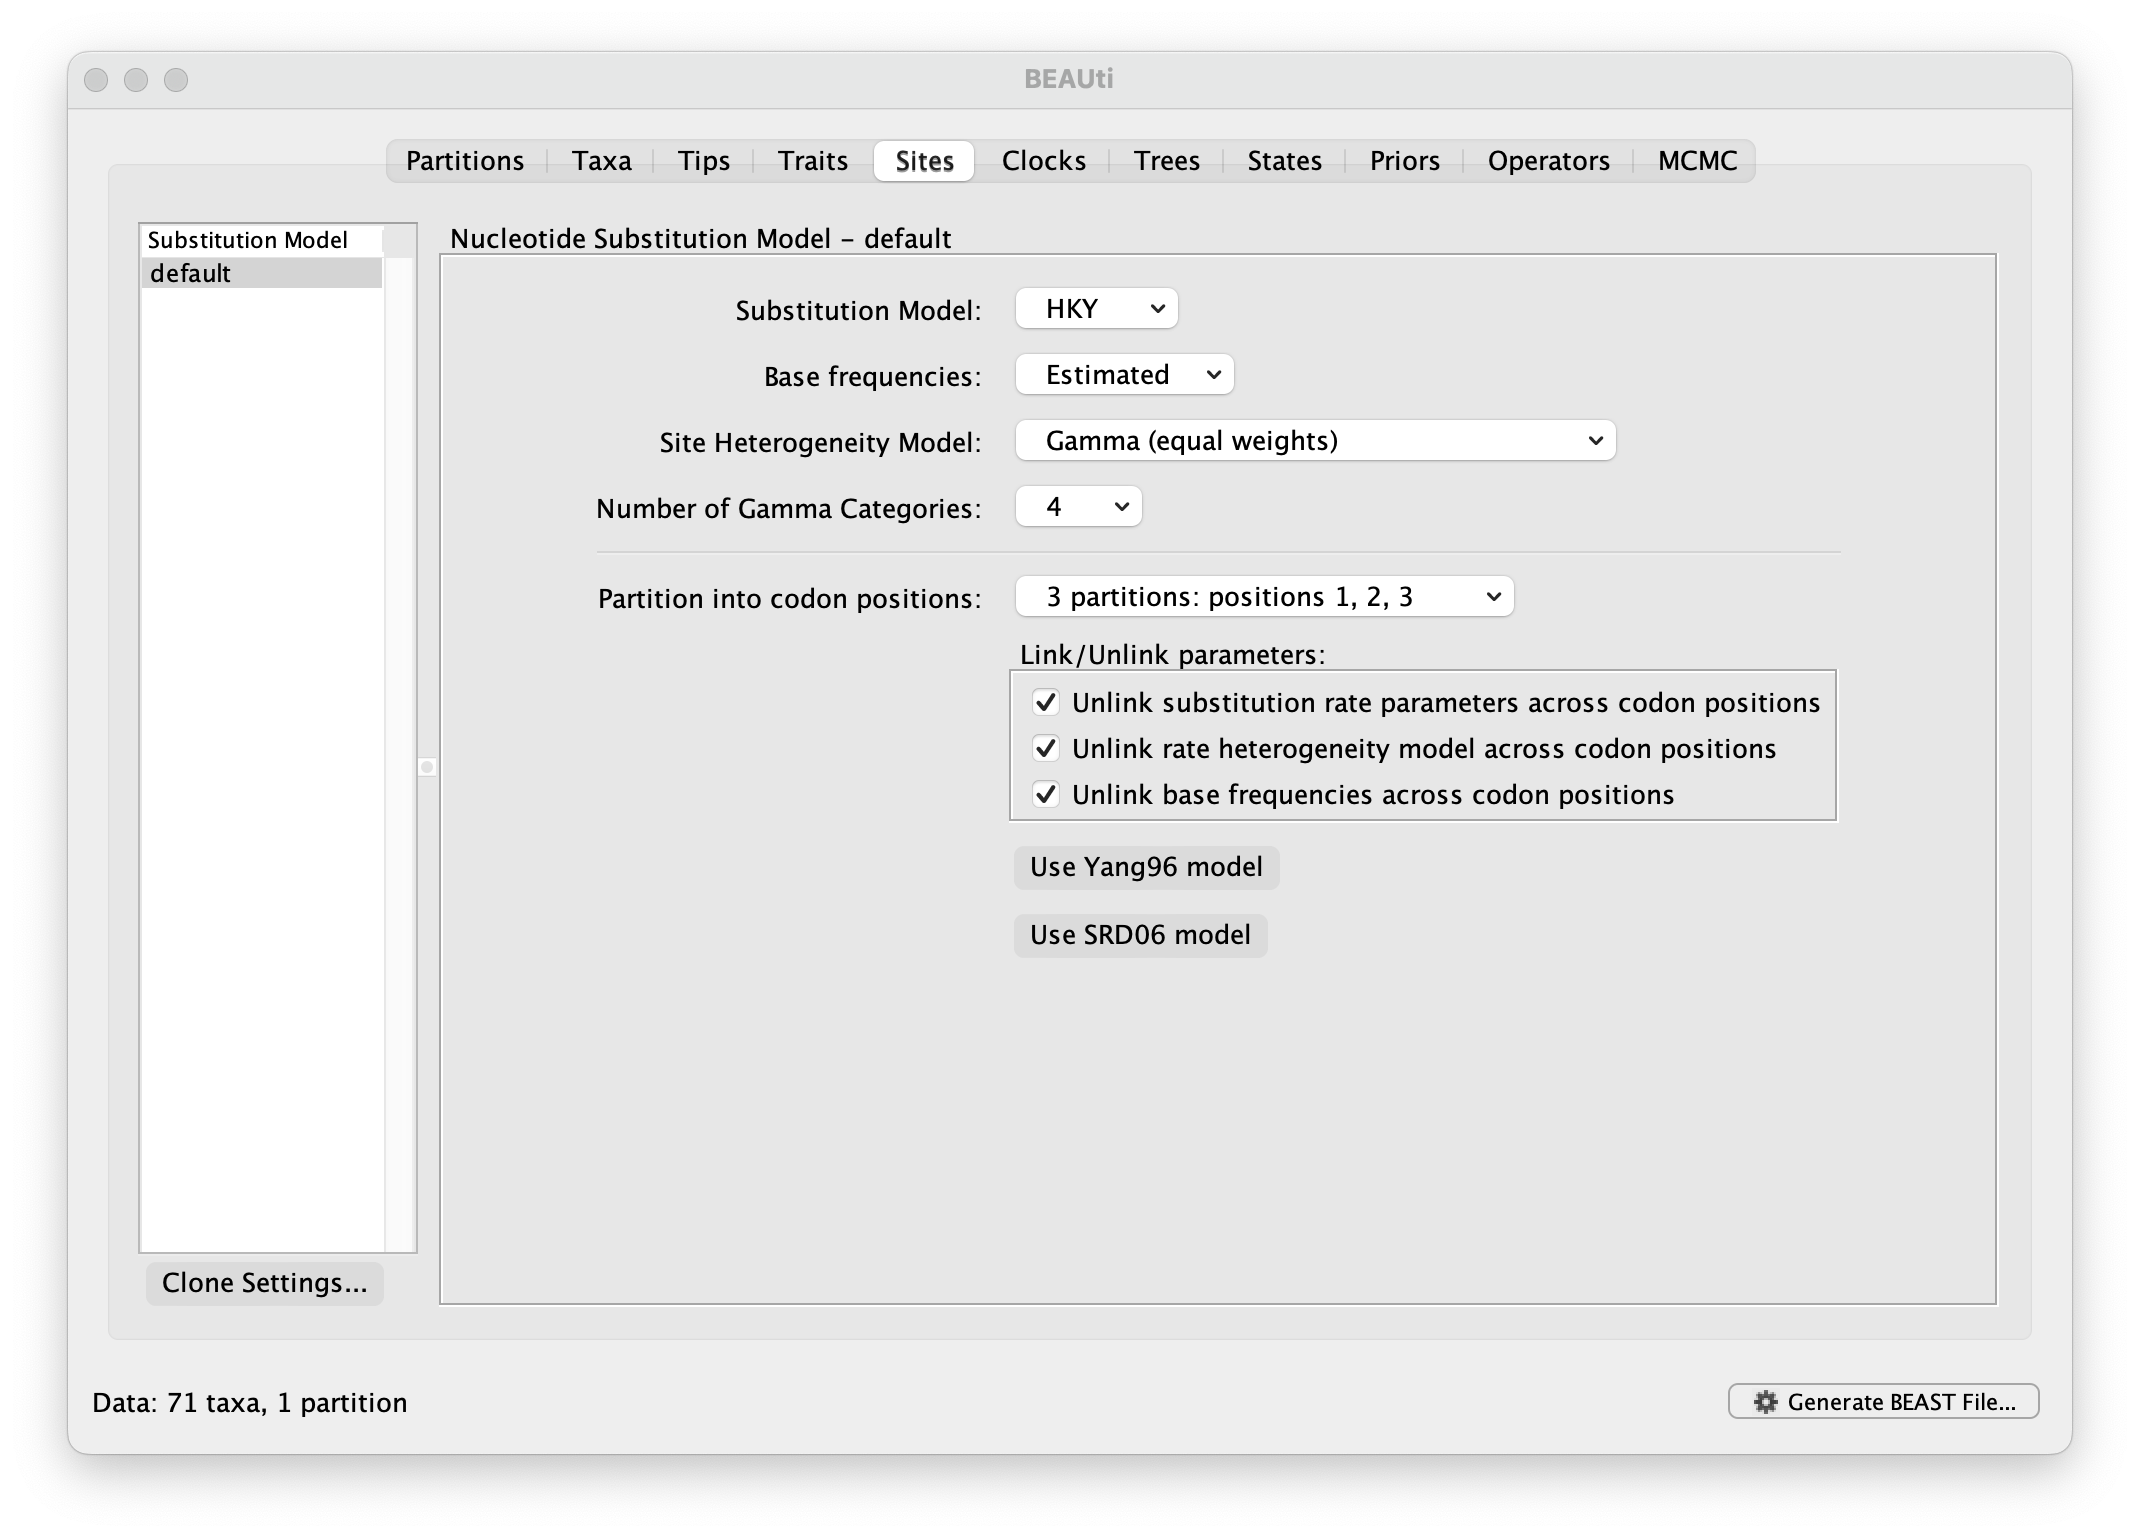 BEAUti
Partitions Taxa Tips Traits Sites Clocks Trees States Priors Operators MCMC
Substitution Model
default
Nucleotide Substitution Model – default
Substitution Model: HKY
Base frequencies: Estimated
Site Heterogeneity Model: Gamma (equal weights)
Number of Gamma Categories: 4
Partition into codon positions: 3 partitions: positions 1, 2, 3
Link/Unlink parameters:
Unlink substitution rate parameters across codon positions
Unlink rate heterogeneity model across codon positions
Unlink base frequencies across codon positions
Use Yang96 model
Use SRD06 model
Clone Settings...
Data: 71 taxa, 1 partition
Generate BEAST File...